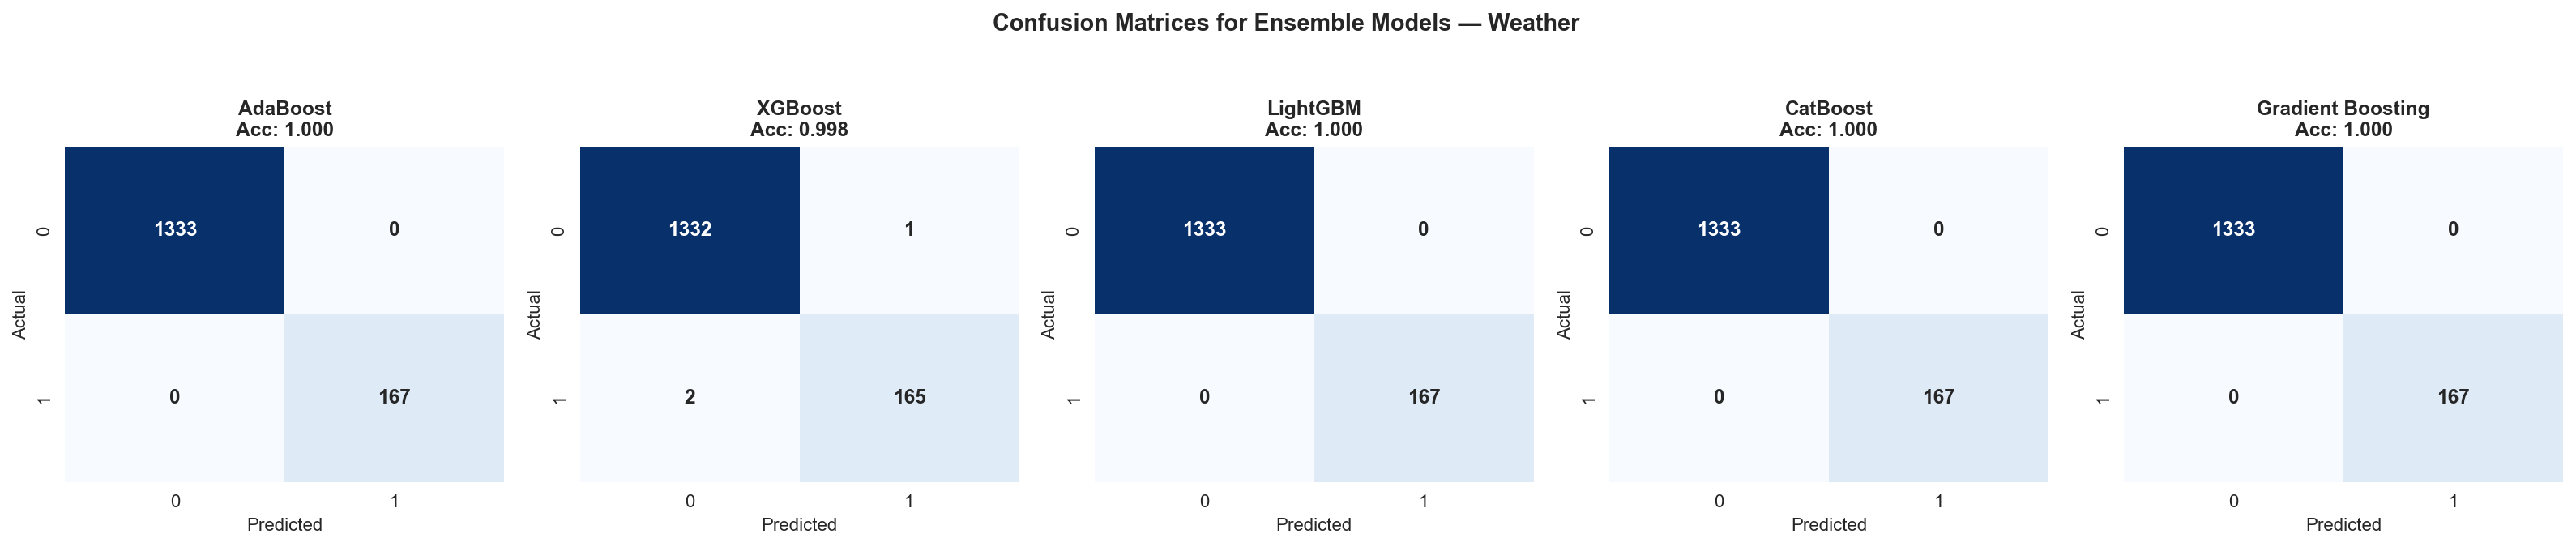 Confusion Matrices for Ensemble Models — Weather
AdaBoost
Acc: 1.000
1333
0
0
167
0
1
0
1
Actual
Predicted
XGBoost
Acc: 0.998
1332
1
2
165
0
1
0
1
Actual
Predicted
LightGBM
Acc: 1.000
1333
0
0
167
0
1
0
1
Actual
Predicted
CatBoost
Acc: 1.000
1333
0
0
167
0
1
0
1
Actual
Predicted
Gradient Boosting
Acc: 1.000
1333
0
0
167
0
1
0
1
Actual
Predicted